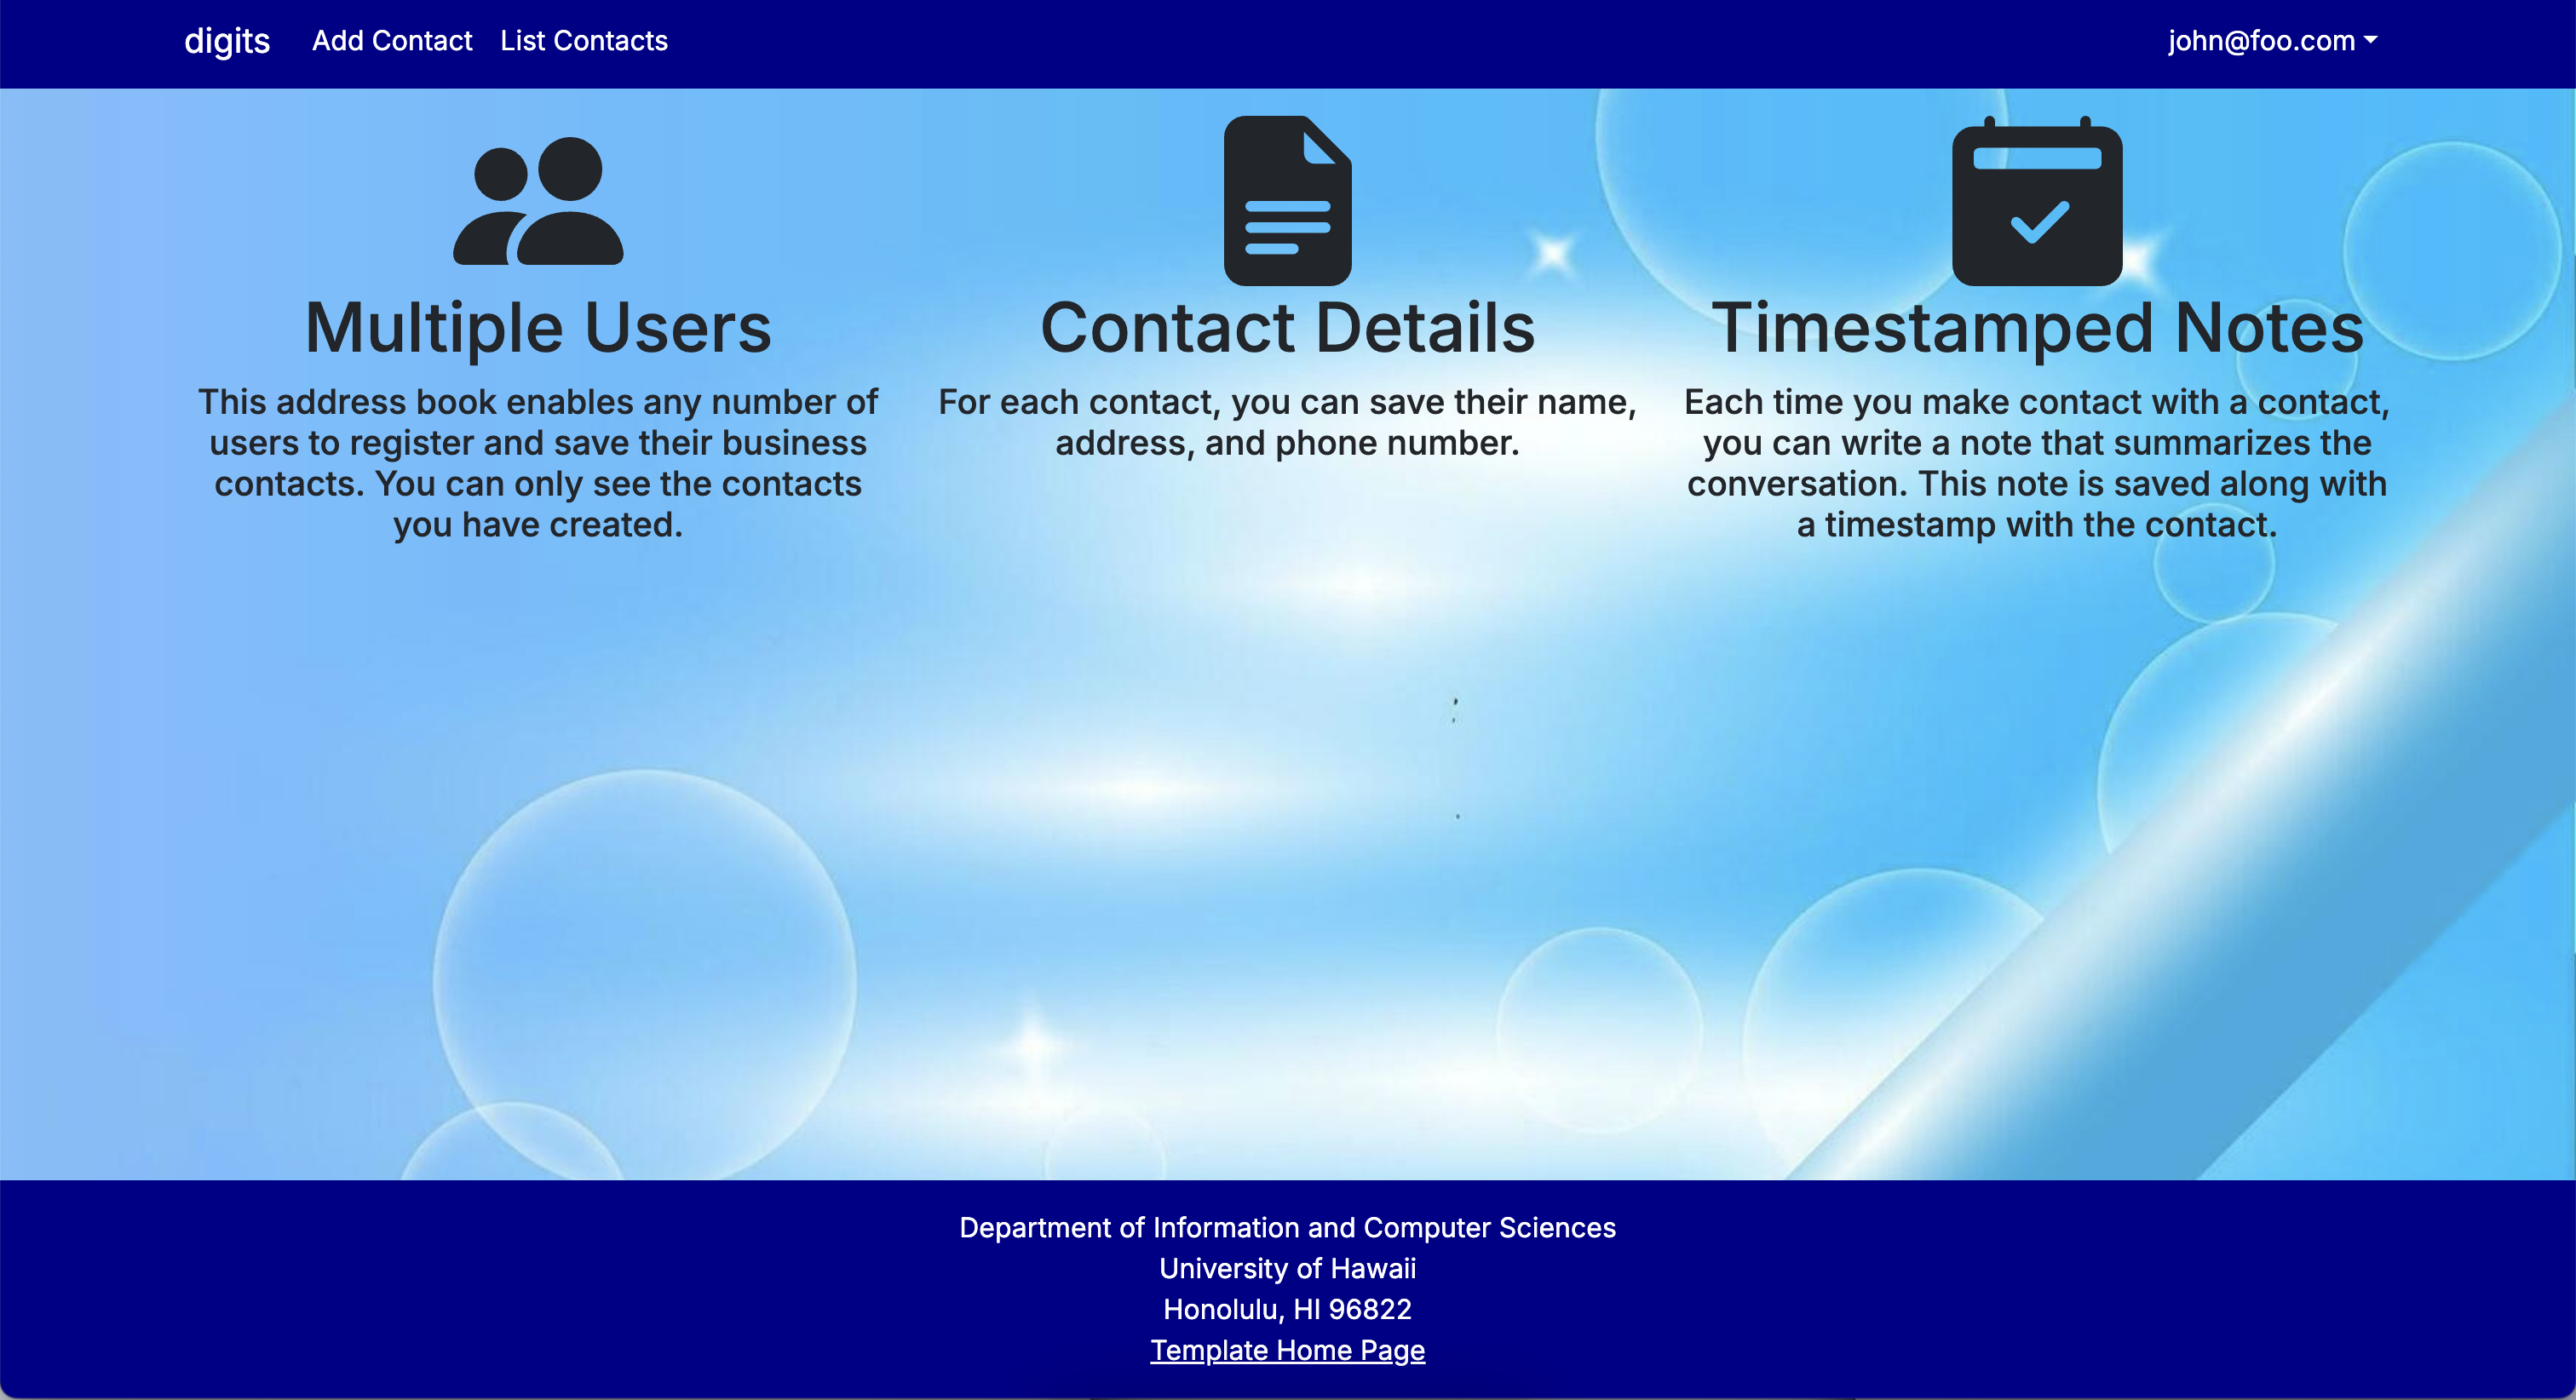 digits Add Contact List Contacts john@foo.com
Multiple Users
This address book enables any number of
users to register and save their business
contacts. You can only see the contacts
you have created.
Contact Details
For each contact, you can save their name,
address, and phone number.
Timestamped Notes
Each time you make contact with a contact,
you can write a note that summarizes the
conversation. This note is saved along with
a timestamp with the contact.
Department of Information and Computer Sciences
University of Hawaii
Honolulu, HI 96822
Template Home Page